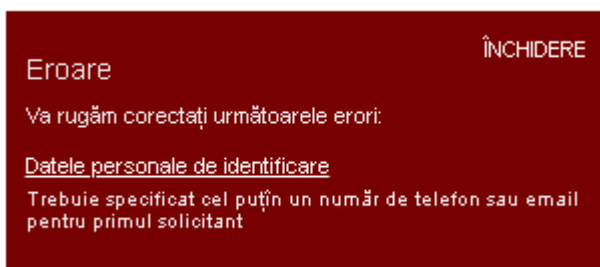 ÎNCHIDERE
Eroare
Va rugăm corectați următoarele erori:
Datele personale de identificare
Trebuie specificat cel puțîn un număr de telefon sau email
pentru primul solicitant